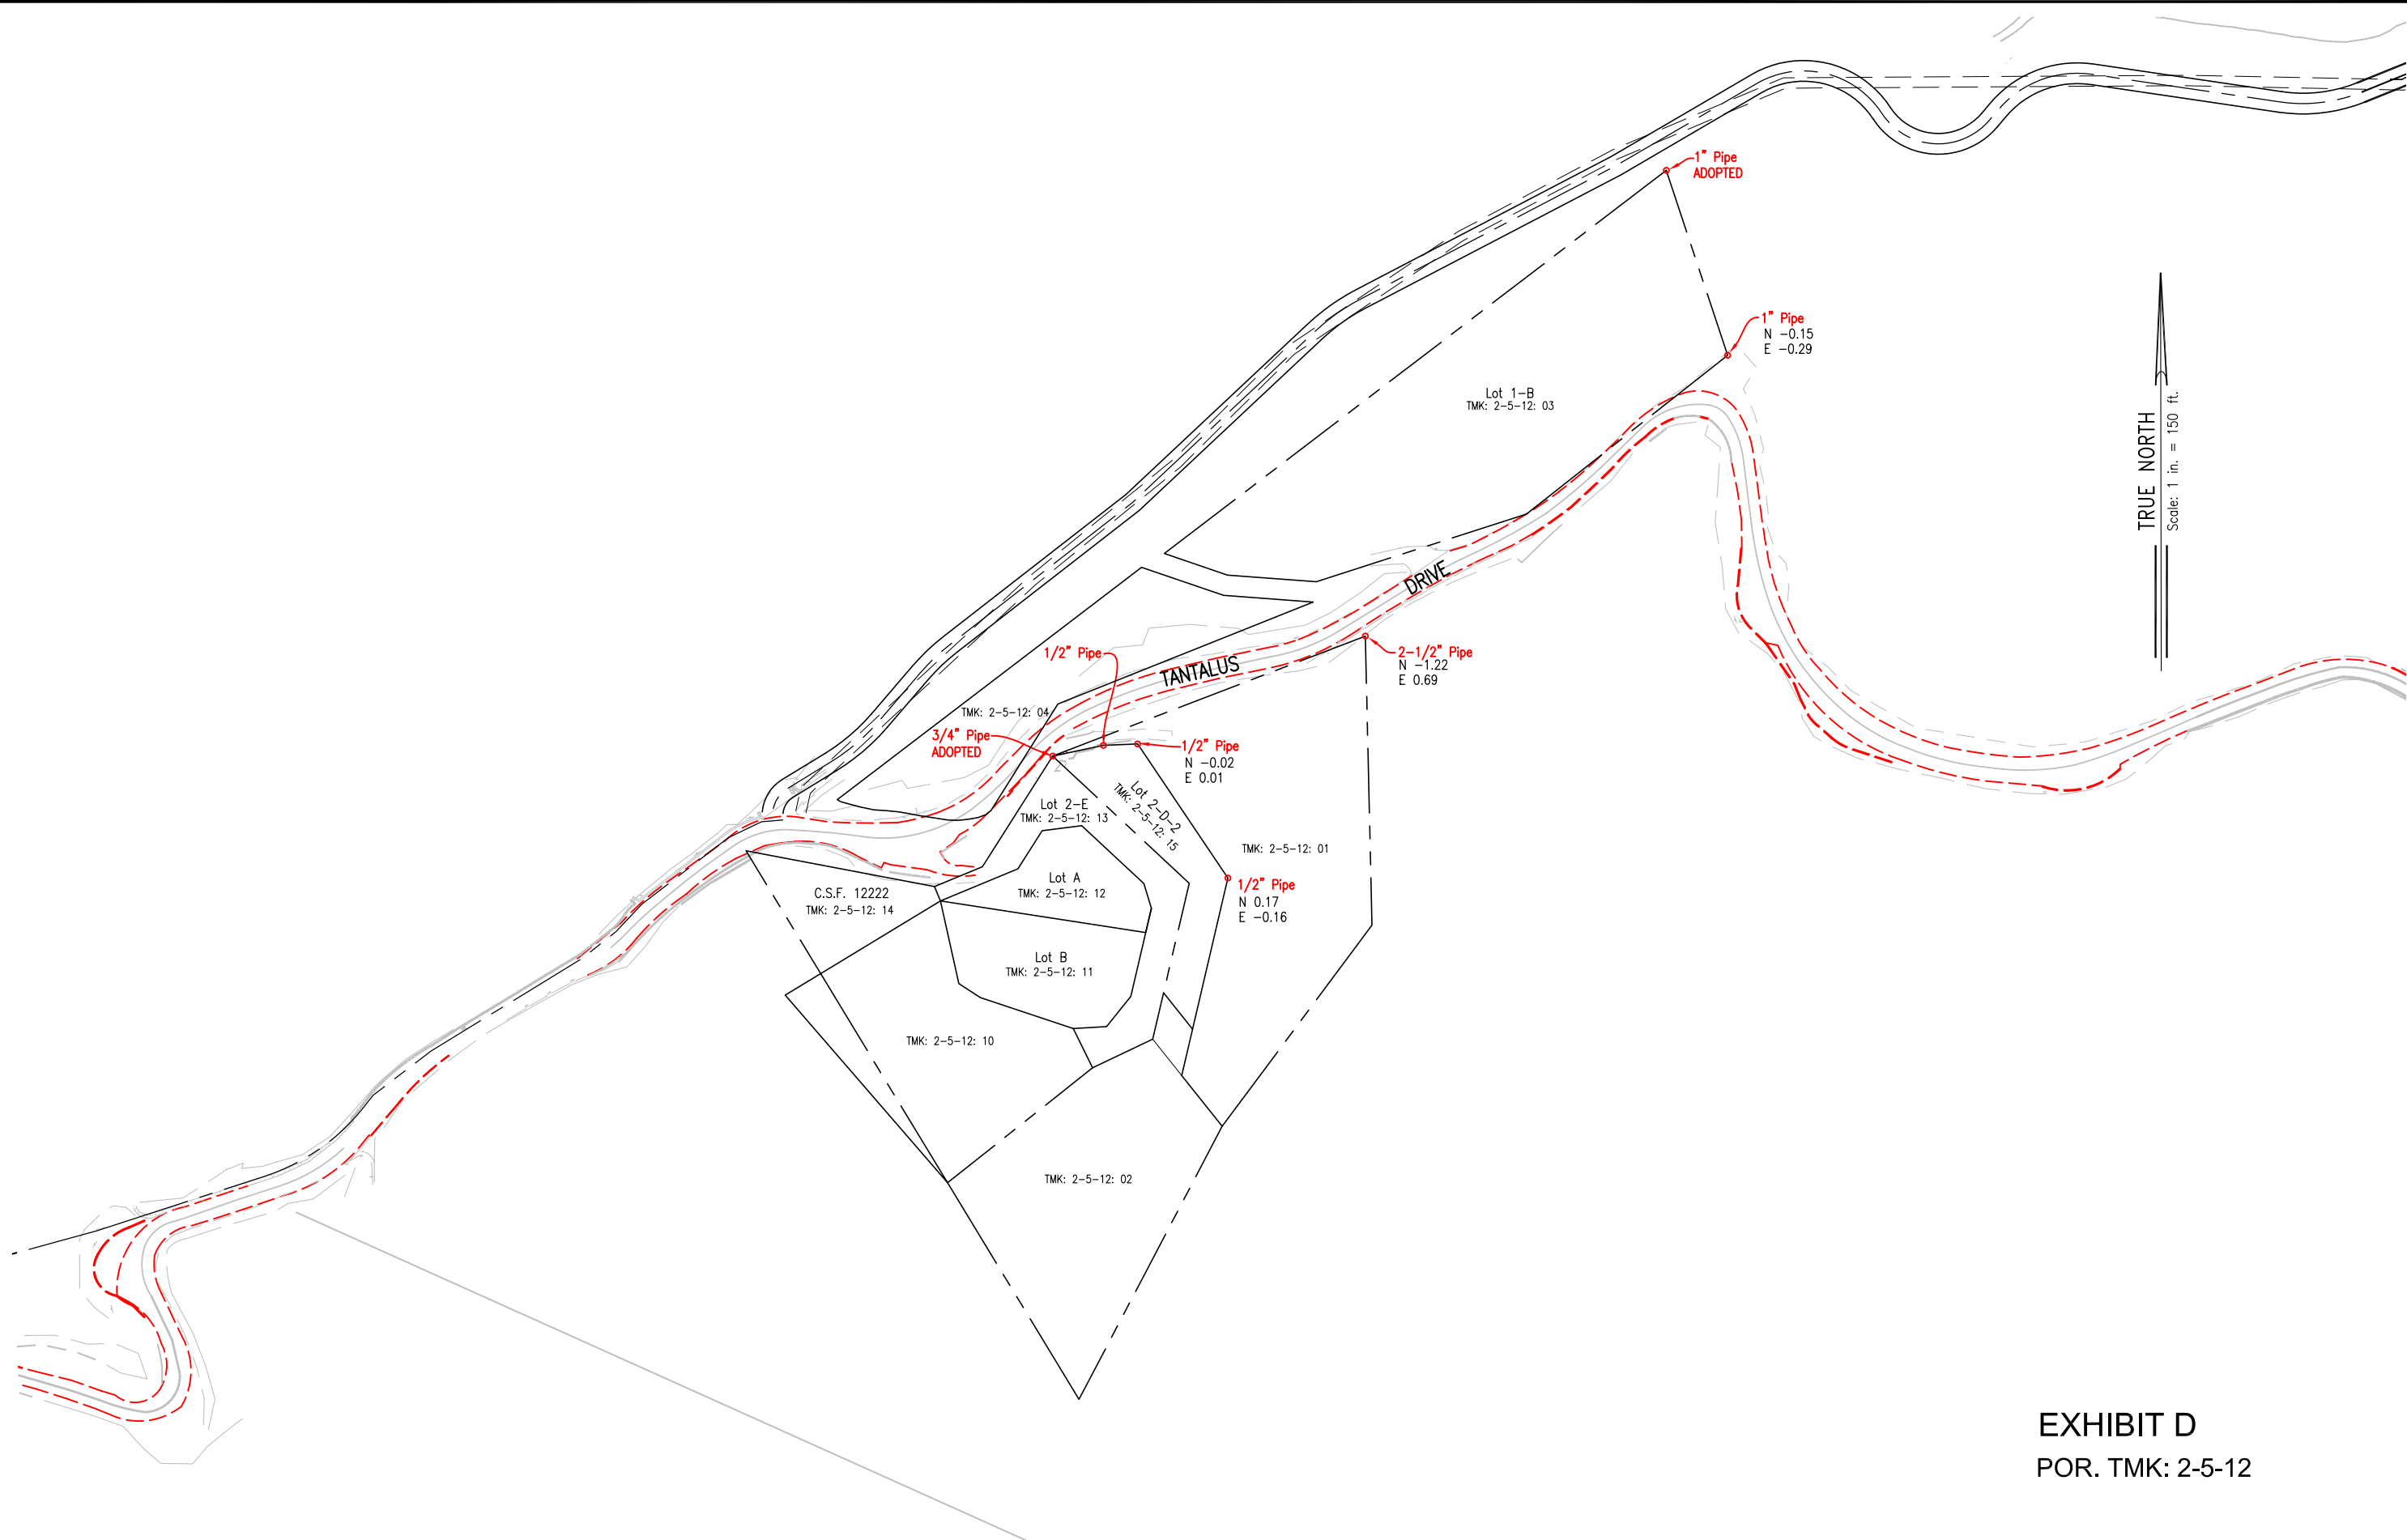 1" Pipe
ADOPTED
1" Pipe
N -0.15
E -0.29
Lot 1-B
TMK: 2-5-12: 03
TRUE NORTH
Scale: 1 in. = 150 ft.
DRIVE
TANTALUS
1/2" Pipe
2-1/2" Pipe
N -1.22
E 0.69
TMK: 2-5-12: 04
3/4" Pipe
ADOPTED
1/2" Pipe
N -0.02
E 0.01
Lot 2-E
TMK: 2-5-12: 13
Lot 2-D-2
TMK: 2-5-12: 15
TMK: 2-5-12: 01
Lot A
TMK: 2-5-12: 12
C.S.F. 12222
TMK: 2-5-12: 14
1/2" Pipe
N 0.17
E -0.16
Lot B
TMK: 2-5-12: 11
TMK: 2-5-12: 10
TMK: 2-5-12: 02
EXHIBIT D
POR. TMK: 2-5-12